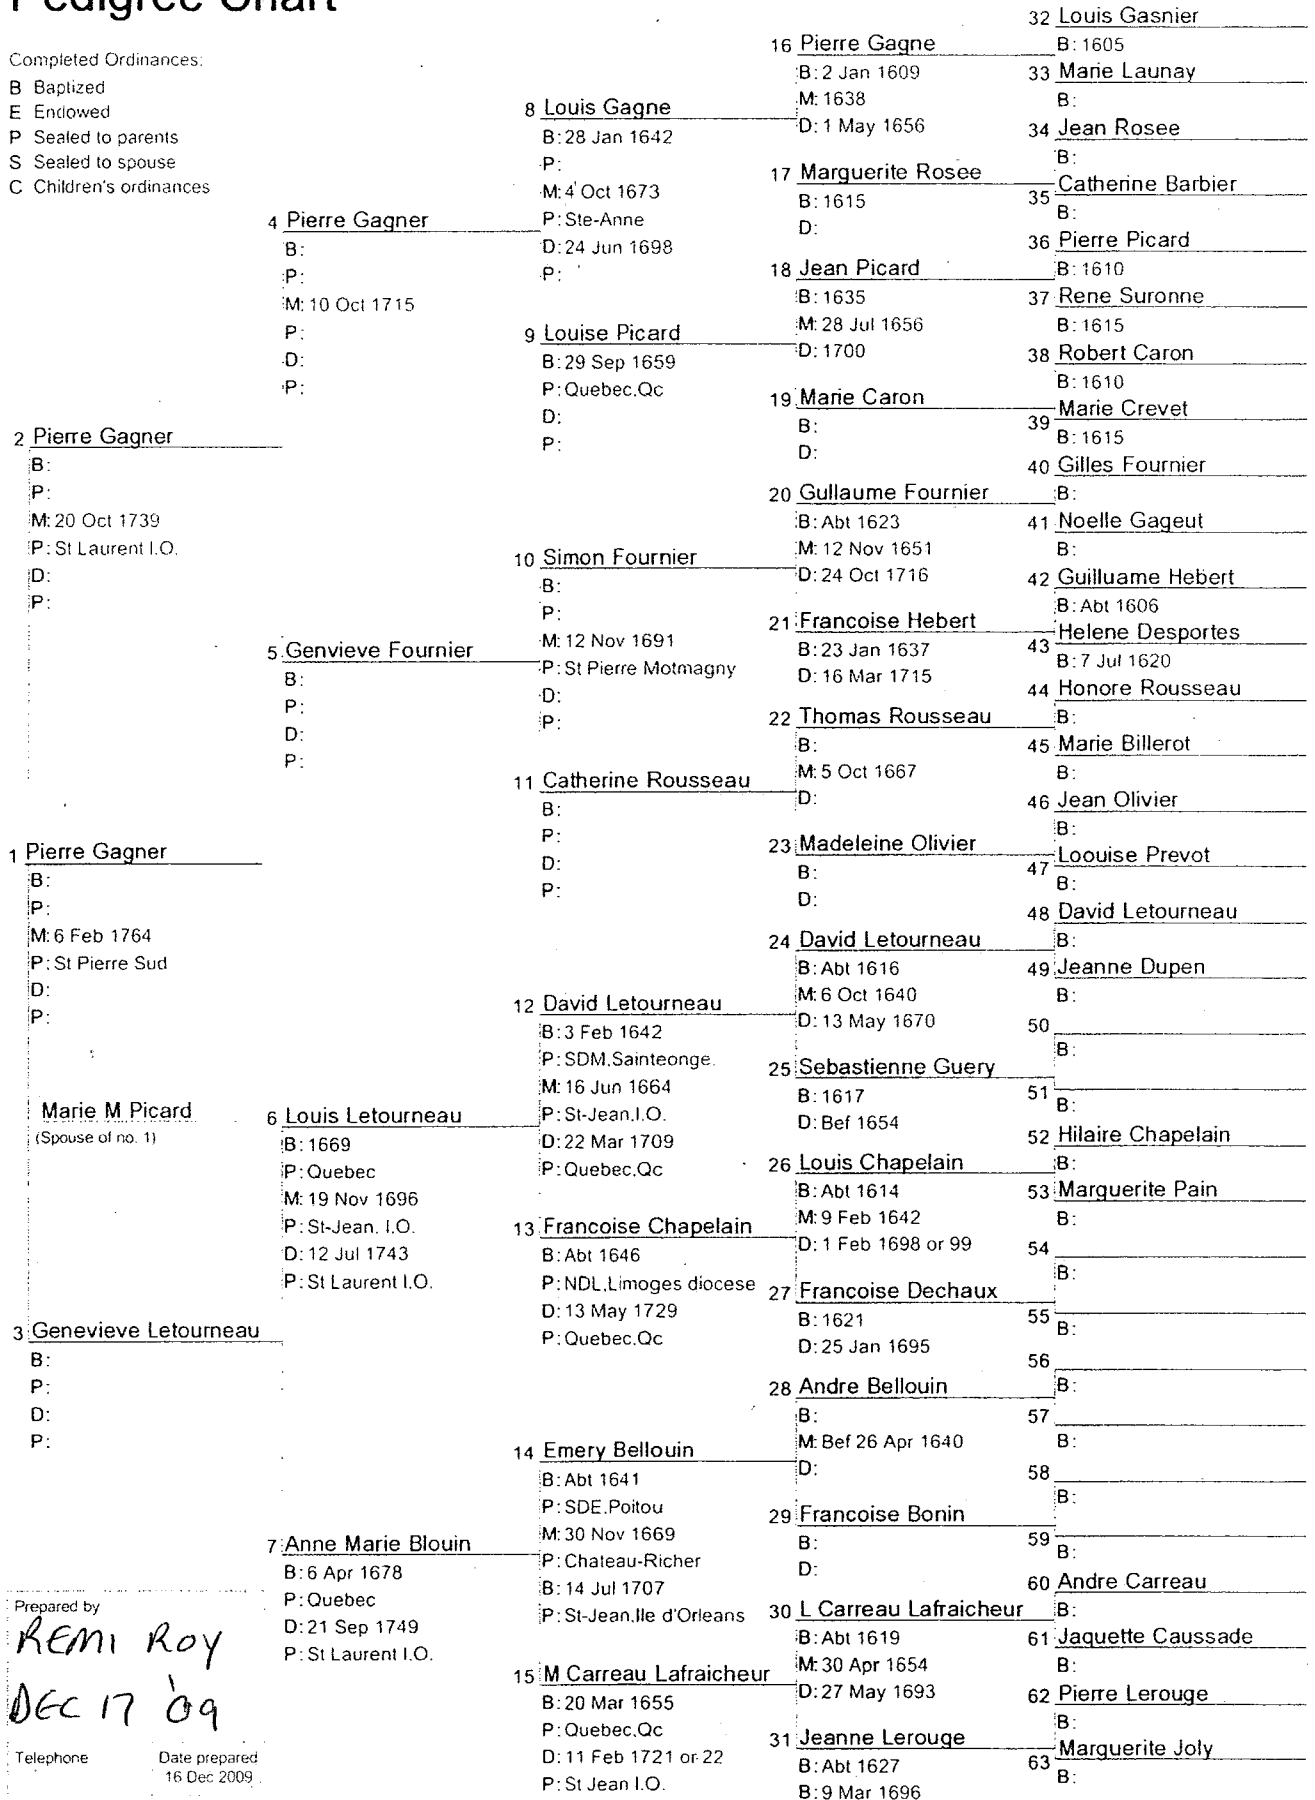 Pedigree Chart
Completed Ordinances:
B Baptized
E Endowed
P Sealed to parents
S Sealed to spouse
C Children's ordinances
1 Pierre Gagner
B:
P:
M: 6 Feb 1764
P: St Pierre Sud
D:
P:
Marie M Picard
(Spouse of no. 1)
2 Pierre Gagner
B:
P:
M: 20 Oct 1739
P: St Laurent I.O.
D:
P:
3 Genevieve Letourneau
B:
P:
D:
P:
4 Pierre Gagner
B:
P:
M: 10 Oct 1715
P:
D:
P:
5 Genvieve Fournier
B:
P:
D:
P:
6 Louis Letourneau
B: 1669
P: Quebec
M: 19 Nov 1696
P: St-Jean. I.O.
D: 12 Jul 1743
P: St Laurent I.O.
7 Anne Marie Blouin
B: 6 Apr 1678
P: Quebec
D: 21 Sep 1749
P: St Laurent I.O.
8 Louis Gagne
B: 28 Jan 1642
P:
M: 4 Oct 1673
P: Ste-Anne
D: 24 Jun 1698
P:
9 Louise Picard
B: 29 Sep 1659
P: Quebec,Qc
D:
P:
10 Simon Fournier
B:
P:
M: 12 Nov 1691
P: St Pierre Motmagny
D:
P:
11 Catherine Rousseau
B:
P:
D:
P:
12 David Letourneau
B: 3 Feb 1642
P: SDM,Sainteonge.
M: 16 Jun 1664
P: St-Jean,I.O.
D: 22 Mar 1709
P: Quebec,Qc
13 Francoise Chapelain
B: Abt 1646
P: NDL,Limoges diocese
D: 13 May 1729
P: Quebec,Qc
14 Emery Bellouin
B: Abt 1641
P: SDE,Poitou
M: 30 Nov 1669
P: Chateau-Richer
B: 14 Jul 1707
P: St-Jean,Ile d'Orleans
15 M Carreau Lafraicheur
B: 20 Mar 1655
P: Quebec,Qc
D: 11 Feb 1721 or 22
P: St Jean I.O.
16 Pierre Gagne
B: 2 Jan 1609
M: 1638
D: 1 May 1656
17 Marguerite Rosee
B: 1615
D:
18 Jean Picard
B: 1635
M: 28 Jul 1656
D: 1700
19 Marie Caron
B:
D:
20 Gullaume Fournier
B: Abt 1623
M: 12 Nov 1651
D: 24 Oct 1716
21 Francoise Hebert
B: 23 Jan 1637
D: 16 Mar 1715
22 Thomas Rousseau
B:
M: 5 Oct 1667
D:
23 Madeleine Olivier
B:
D:
24 David Letourneau
B: Abt 1616
M: 6 Oct 1640
D: 13 May 1670
25 Sebastienne Guery
B: 1617
D: Bef 1654
26 Louis Chapelain
B: Abt 1614
M: 9 Feb 1642
D: 1 Feb 1698 or 99
27 Francoise Dechaux
B: 1621
D: 25 Jan 1695
28 Andre Bellouin
B:
M: Bef 26 Apr 1640
D:
29 Francoise Bonin
B:
D:
30 L Carreau Lafraicheur
B: Abt 1619
M: 30 Apr 1654
D: 27 May 1693
31 Jeanne Lerouge
B: Abt 1627
B: 9 Mar 1696
32 Louis Gasnier
B: 1605
33 Marie Launay
B:
34 Jean Rosee
B:
35 Catherine Barbier
B:
36 Pierre Picard
B: 1610
37 Rene Suronne
B: 1615
38 Robert Caron
B: 1610
39 Marie Crevet
B: 1615
40 Gilles Fournier
B:
41 Noelle Gageut
B:
42 Guilluame Hebert
B: Abt 1606
43 Helene Desportes
B: 7 Jul 1620
44 Honore Rousseau
B:
45 Marie Billerot
B:
46 Jean Olivier
B:
47 Loouise Prevot
B:
48 David Letourneau
B:
49 Jeanne Dupen
B:
50
B:
51
B:
52 Hilaire Chapelain
B:
53 Marguerite Pain
B:
54
B:
55
B:
56
B:
57
B:
58
B:
59
B:
60 Andre Carreau
B:
61 Jaquette Caussade
B:
62 Pierre Lerouge
B:
63 Marguerite Joly
B:
Prepared by
REMI ROY
DEC 17 '09
Telephone
Date prepared
16 Dec 2009